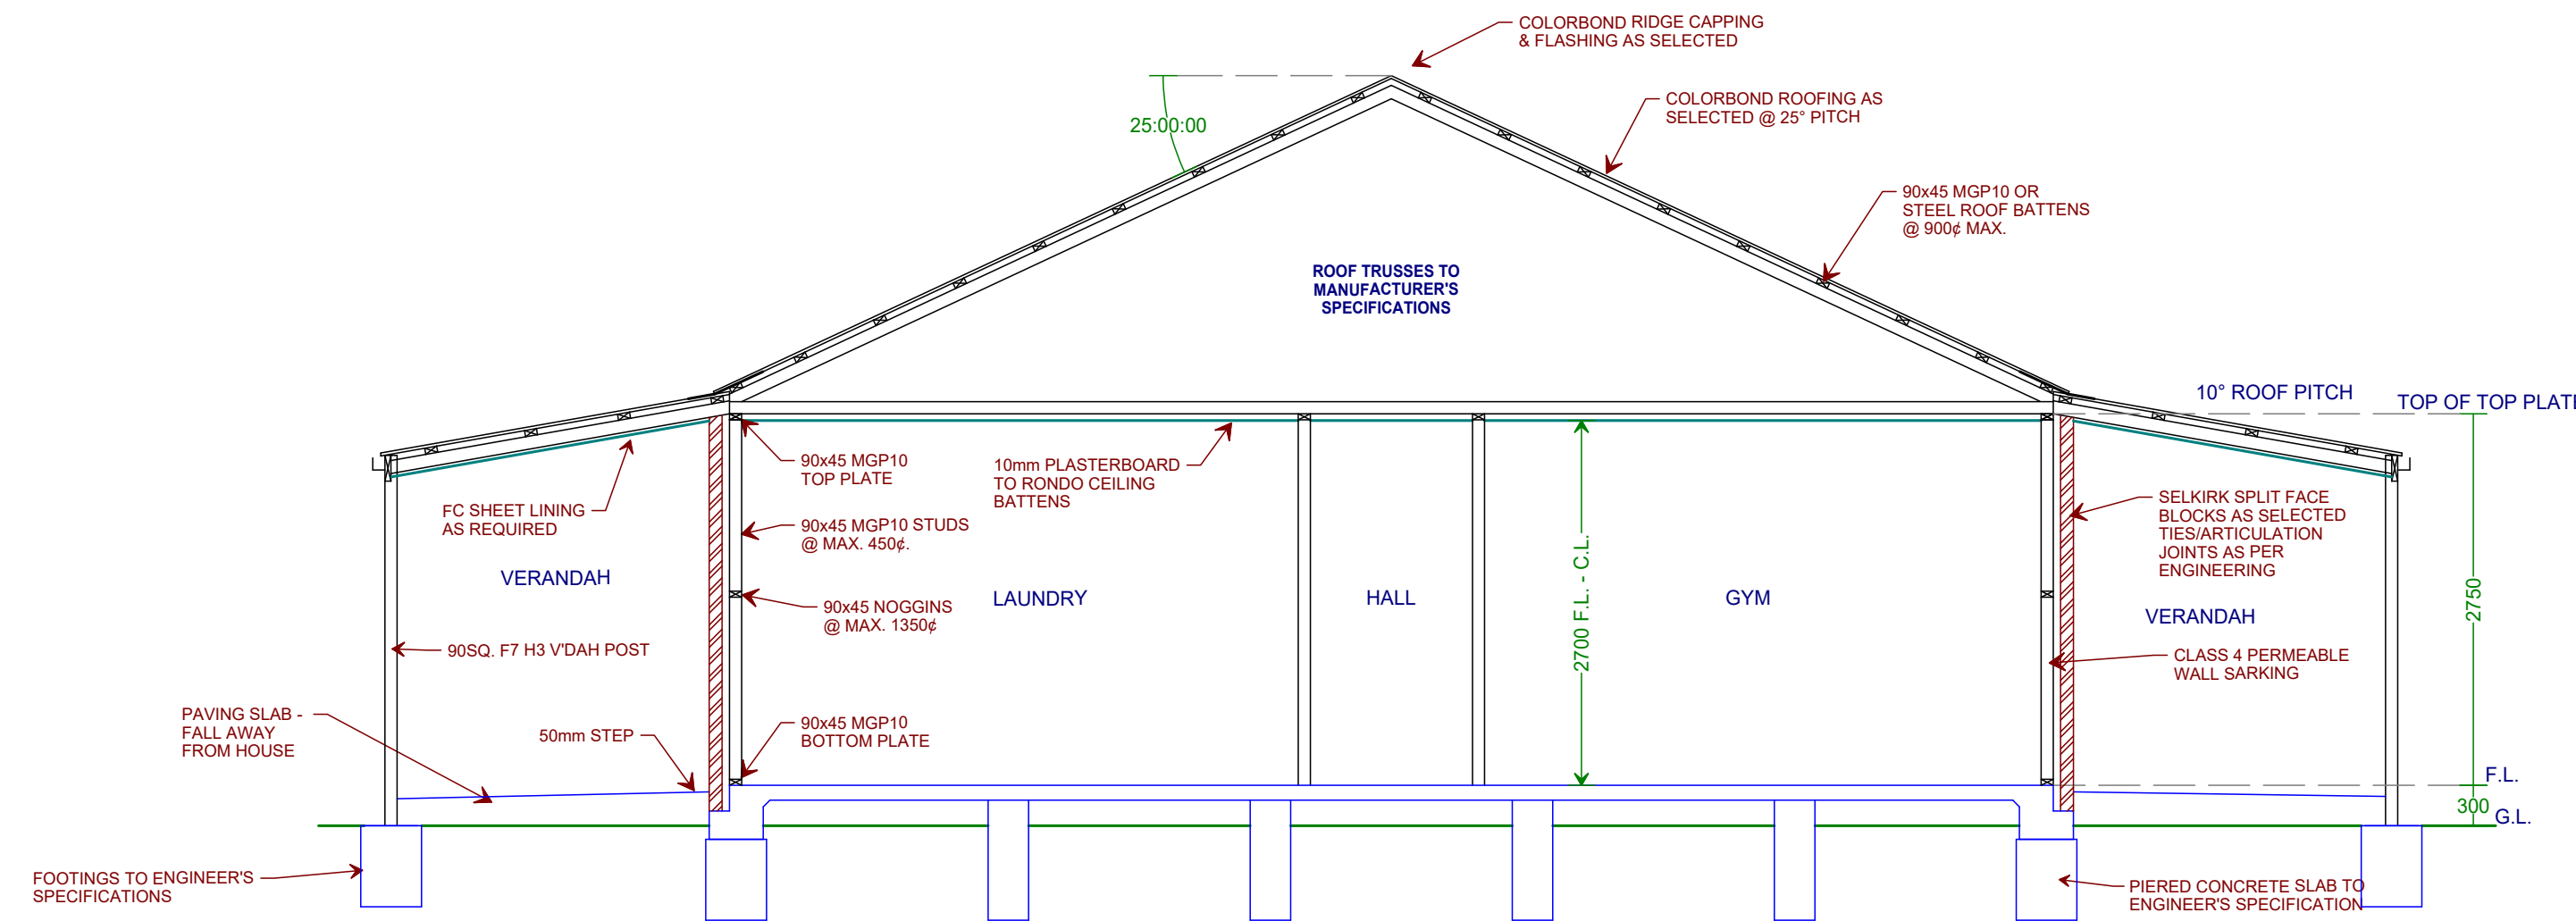 COLORBOND RIDGE CAPPING
& FLASHING AS SELECTED
COLORBOND ROOFING AS
SELECTED @ 25° PITCH
25:00:00
90x45 MGP10 OR
STEEL ROOF BATTENS
@ 900¢ MAX.
ROOF TRUSSES TO
MANUFACTURER'S
SPECIFICATIONS
10° ROOF PITCH
TOP OF TOP PLATE
90x45 MGP10
TOP PLATE
10mm PLASTERBOARD
TO RONDO CEILING
BATTENS
FC SHEET LINING
AS REQUIRED
90x45 MGP10 STUDS
@ MAX. 450¢.
SELKIRK SPLIT FACE
BLOCKS AS SELECTED
TIES/ARTICULATION
JOINTS AS PER
ENGINEERING
VERANDAH
LAUNDRY
HALL
2700 F.L. - C.L.
GYM
VERANDAH
2750
90x45 NOGGINS
@ MAX. 1350¢
90SQ. F7 H3 V'DAH POST
CLASS 4 PERMEABLE
WALL SARKING
PAVING SLAB -
FALL AWAY
FROM HOUSE
50mm STEP
90x45 MGP10
BOTTOM PLATE
F.L.
300
G.L.
FOOTINGS TO ENGINEER'S
SPECIFICATIONS
PIERED CONCRETE SLAB TO
ENGINEER'S SPECIFICATION